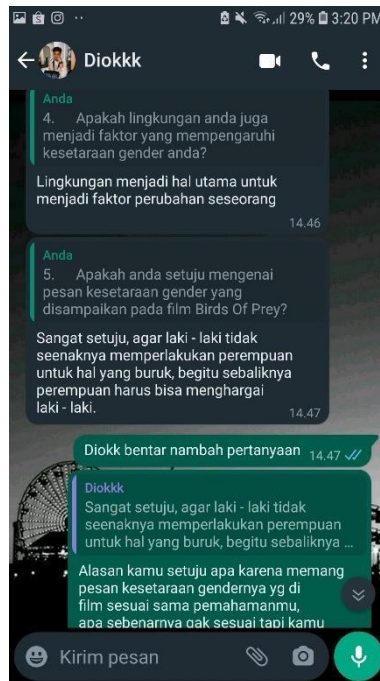 29% 3:20 PM
Diokkk
Anda
4. Apakah lingkungan anda juga
menjadi faktor yang mempengaruhi
kesetaraan gender anda?
Lingkungan menjadi hal utama untuk
menjadi faktor perubahan seseorang
14.46
Anda
5. Apakah anda setuju mengenai
pesan kesetaraan gender yang
disampaikan pada film Birds Of Prey?
Sangat setuju, agar laki - laki tidak
seenaknya memperlakukan perempuan
untuk hal yang buruk, begitu sebaliknya
perempuan harus bisa menghargai
laki - laki.
14.47
Diokk bentar nambah pertanyaan 14.47
Diokkk
Sangat setuju, agar laki - laki tidak
seenaknya memperlakukan perempuan
untuk hal yang buruk, begitu sebaliknya ...
Alasan kamu setuju apa karena memang
pesan kesetaraan gendernya yg di
film sesuai sama pemahamanmu,
apa sebenarnya gak sesuai tapi kamu
Kirim pesan